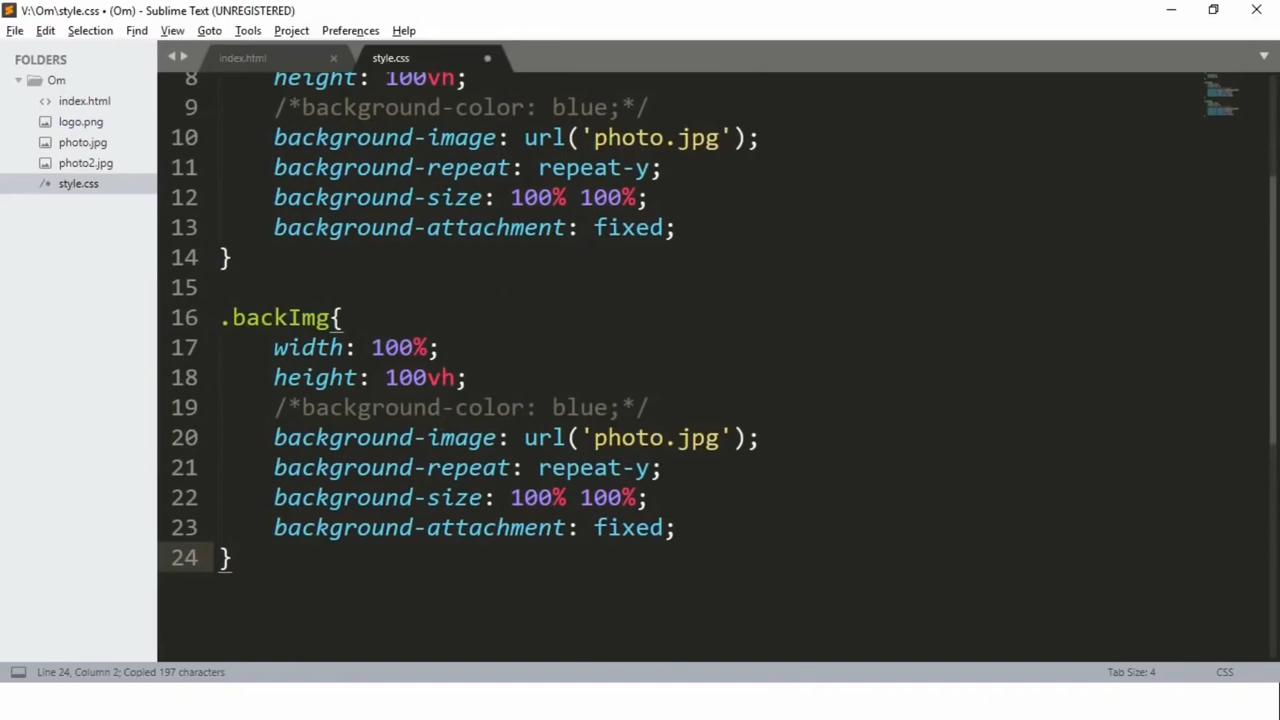 V:\Om\style.css • (Om) - Sublime Text (UNREGISTERED)
File Edit Selection Find View Goto Tools Project Preferences Help
FOLDERS
Om
index.html
logo.png
photo.jpg
photo2.jpg
style.css
index.html
style.css
8 height: 100vh;
9 /*background-color: blue;*/
10 background-image: url('photo.jpg');
11 background-repeat: repeat-y;
12 background-size: 100% 100%;
13 background-attachment: fixed;
14 }
15
16 .backImg{
17 width: 100%;
18 height: 100vh;
19 /*background-color: blue;*/
20 background-image: url('photo.jpg');
21 background-repeat: repeat-y;
22 background-size: 100% 100%;
23 background-attachment: fixed;
24 }
Line 24, Column 2; Copied 197 characters
Tab Size: 4
CSS